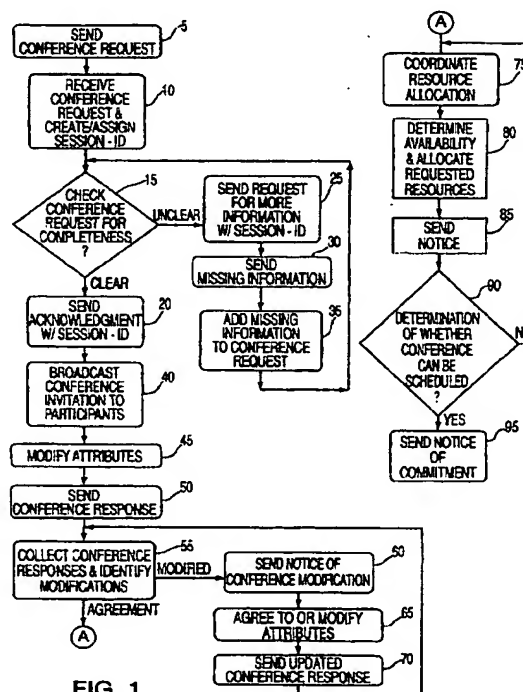 5
SEND
CONFERENCE REQUEST
10
RECEIVE
CONFERENCE
REQUEST &
CREATE/ASSIGN
SESSION - ID
15
CHECK
CONFERENCE
REQUEST FOR
COMPLETENESS
?
UNCLEAR
25
SEND REQUEST
FOR MORE
INFORMATION
W/ SESSION - ID
30
SEND
MISSING INFORMATION
35
ADD MISSING
INFORMATION
TO CONFERENCE
REQUEST
CLEAR
20
SEND
ACKNOWLEDGMENT
W/ SESSION - ID
40
BROADCAST
CONFERENCE
INVITATION TO
PARTICIPANTS
45
MODIFY ATTRIBUTES
50
SEND
CONFERENCE RESPONSE
55
COLLECT CONFERENCE
RESPONSES & IDENTIFY
MODIFICATIONS
MODIFIED
60
SEND NOTICE OF
CONFERENCE MODIFICATION
65
AGREE TO OR MODIFY
ATTRIBUTES
70
SEND UPDATED
CONFERENCE RESPONSE
AGREEMENT
A
FIG. 1
A
75
COORDINATE
RESOURCE
ALLOCATION
80
DETERMINE
AVAILABILITY
& ALLOCATE
REQUESTED
RESOURCES
85
SEND
NOTICE
90
DETERMINATION
OF WHETHER
CONFERENCE
CAN BE
SCHEDULED
?
YES
95
SEND NOTICE
OF
COMMITMENT